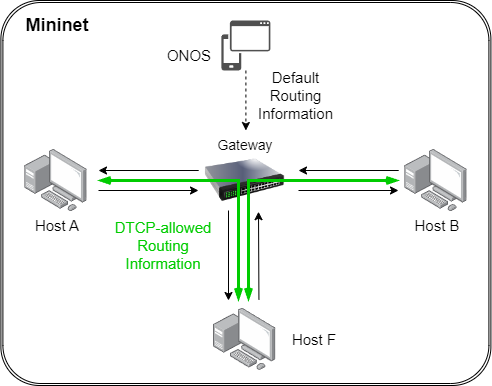 Mininet
ONOS
Default
Routing
Information
Gateway
Host A
Host B
DTCP-allowed
Routing
Information
Host F